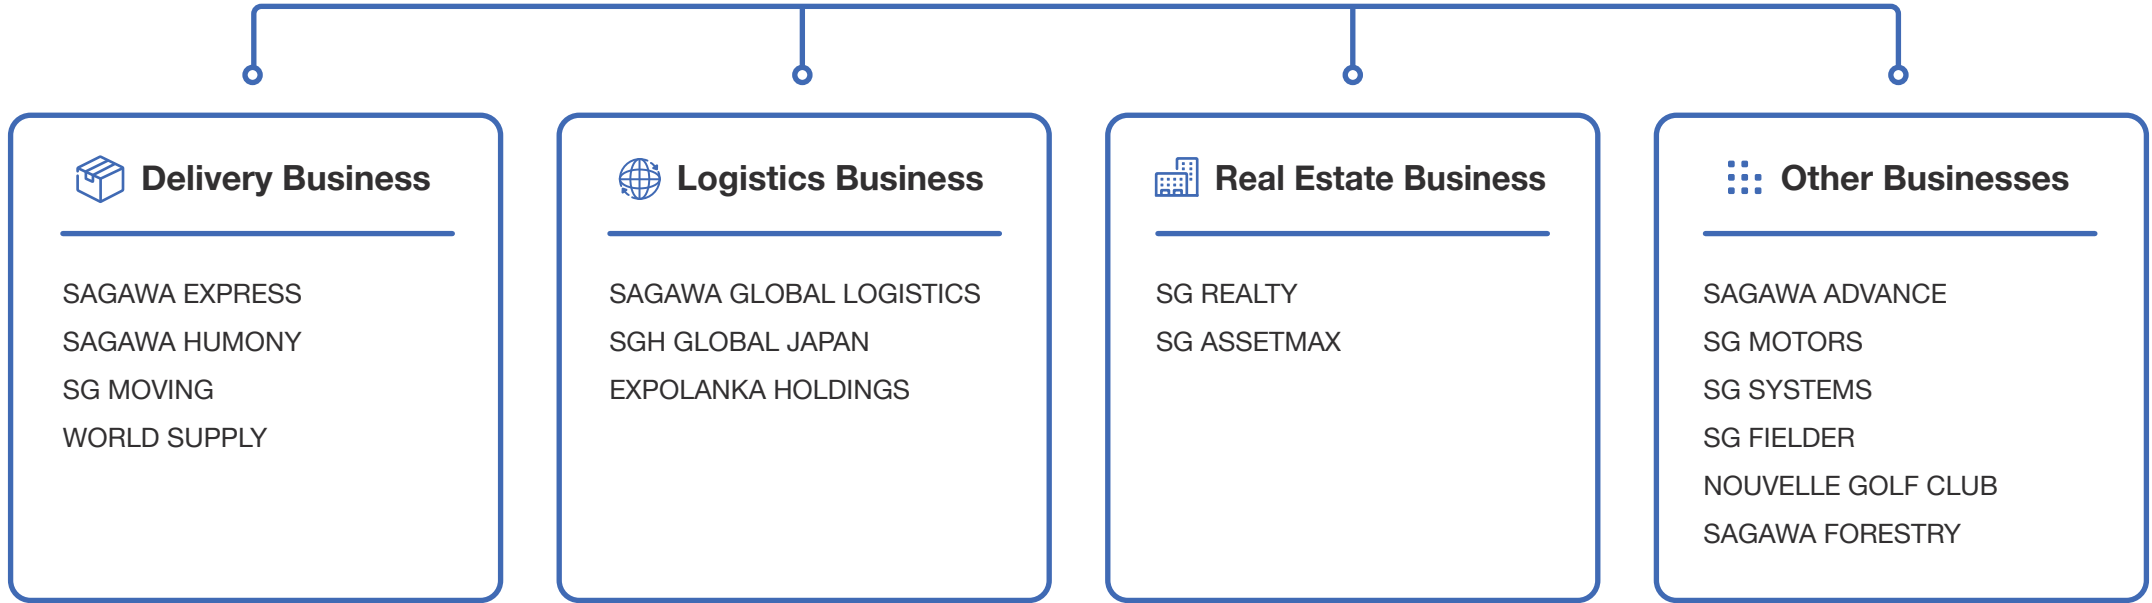 Delivery Business
SAGAWA EXPRESS
SAGAWA HUMONY
SG MOVING
WORLD SUPPLY
Logistics Business
SAGAWA GLOBAL LOGISTICS
SGH GLOBAL JAPAN
EXPOLANKA HOLDINGS
Real Estate Business
SG REALTY
SG ASSETMAX
Other Businesses
SAGAWA ADVANCE
SG MOTORS
SG SYSTEMS
SG FIELDER
NOUVELLE GOLF CLUB
SAGAWA FORESTRY